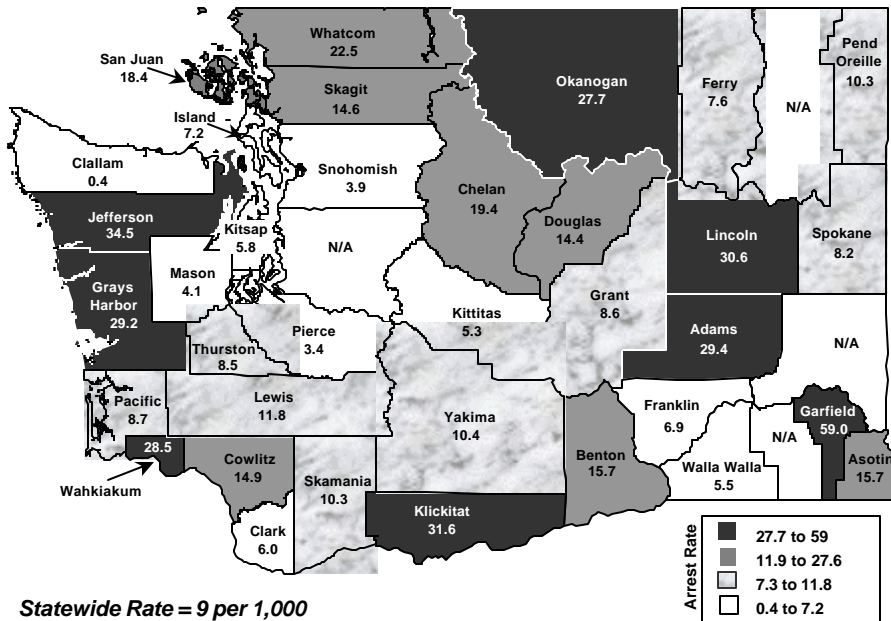 Whatcom
22.5
San Juan
18.4
Skagit
14.6
Okanogan
27.7
Ferry
7.6
N/A
Pend
Oreille
10.3
Island
7.2
Clallam
0.4
Snohomish
3.9
Chelan
19.4
Douglas
14.4
Jefferson
34.5
Kitsap
5.8
N/A
Lincoln
30.6
Spokane
8.2
Mason
4.1
Grays
Harbor
29.2
Grant
8.6
Kittitas
5.3
Adams
29.4
N/A
Pierce
3.4
Thurston
8.5
Lewis
11.8
Pacific
8.7
Yakima
10.4
Franklin
6.9
Garfield
59.0
N/A
28.5
Wahkiakum
Cowlitz
14.9
Skamania
10.3
Benton
15.7
Walla Walla
5.5
Asotin
15.7
Klickitat
31.6
Clark
6.0
Arrest Rate
27.7 to 59
11.9 to 27.6
7.3 to 11.8
0.4 to 7.2
Statewide Rate = 9 per 1,000